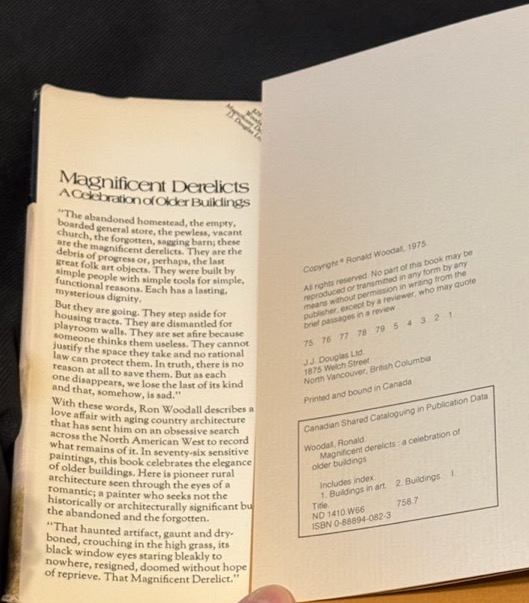 Magnificent Derelicts
A Celebration of Older Buildings
"The abandoned homestead, the empty,
boarded general store, the pewless, vacant
church, the forgotten, sagging barn; these
are the magnificent derelicts. They are the
debris of progress or, perhaps, the last
great folk art objects. They were built by
simple people with simple tools for simple,
functional reasons. Each has a lasting,
mysterious dignity.
But they are going. They step aside for
housing tracts. They are dismantled for
playroom walls. They are set afire because
someone thinks them useless. They cannot
justify the space they take and no rational
law can protect them. In truth, there is no
reason at all to save them. But as each
one disappears, we lose the last of its kind
and that, somehow, is sad."
With these words, Ron Woodall describes a
love affair with aging country architecture
that has sent him on an obsessive search
across the North American West to record
what remains of it. In seventy-six sensitive
paintings, this book celebrates the elegance
of older buildings. Here is pioneer rural
architecture seen through the eyes of a
romantic; a painter who seeks not the
historically or architecturally significant bu
the abandoned and the forgotten.
"That haunted artifact, gaunt and dry-
boned, crouching in the high grass, its
black window eyes staring bleakly to
nowhere, resigned, doomed without hope
of reprieve. That Magnificent Derelict."
Copyright © Ronald Woodall, 1975
All rights reserved. No part of this book may be
reproduced or transmitted in any form by any
means without permission in writing from the
publisher, except by a reviewer, who may quote
brief passages in a review.
75 76 77 78 79 5 4 3 2 1
J.J. Douglas Ltd.
1875 Welch Street
North Vancouver, British Columbia
Printed and bound in Canada
Canadian Shared Cataloguing in Publication Data
Woodall, Ronald.
Magnificent derelicts : a celebration of
older buildings
Includes index.
1. Buildings in art. 2. Buildings. I.
Title.
ND 1410.W66 758.7
ISBN 0-88894-082-3